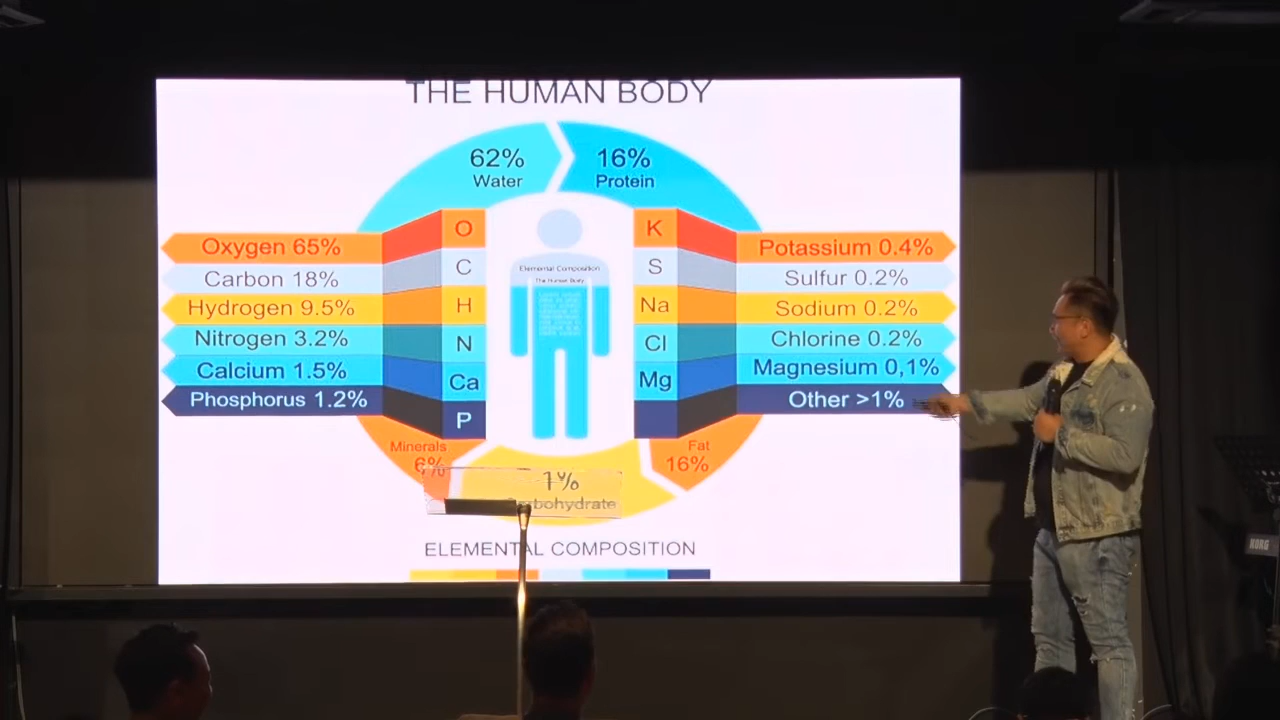 THE HUMAN BODY
62%
Water
16%
Protein
Oxygen 65%
Carbon 18%
Hydrogen 9.5%
Nitrogen 3.2%
Calcium 1.5%
Phosphorus 1.2%
O
C
H
N
Ca
P
Elemental Composition
The Human Body
K
S
Na
Cl
Mg
Potassium 0.4%
Sulfur 0.2%
Sodium 0.2%
Chlorine 0.2%
Magnesium 0,1%
Other >1%
Minerals
6%
1%
Fat
16%
ELEMENTAL COMPOSITION
KORG